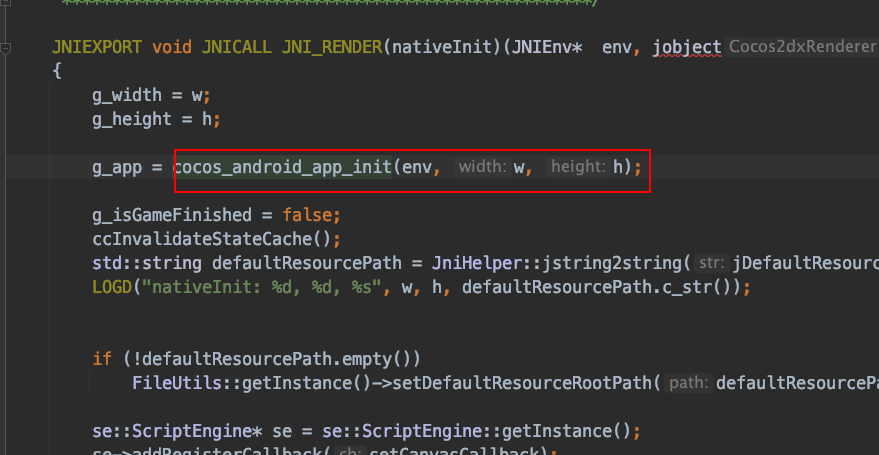 *****************************************************/
JNIEXPORT void JNICALL JNI_RENDER(nativeInit)(JNIEnv*  env, jobject Cocos2dxRenderer
{
g_width = w;
g_height = h;
g_app = cocos_android_app_init(env, width: w, height: h);
g_isGameFinished = false;
ccInvalidateStateCache();
std::string defaultResourcePath = JniHelper::jstring2string( str: jDefaultResour
LOGD("nativeInit: %d, %d, %s", w, h, defaultResourcePath.c_str());
if (!defaultResourcePath.empty())
FileUtils::getInstance()->setDefaultResourceRootPath( path: defaultResourcePa
se::ScriptEngine* se = se::ScriptEngine::getInstance();
se->addRegisterCallback( cb: setCanvasCallback);